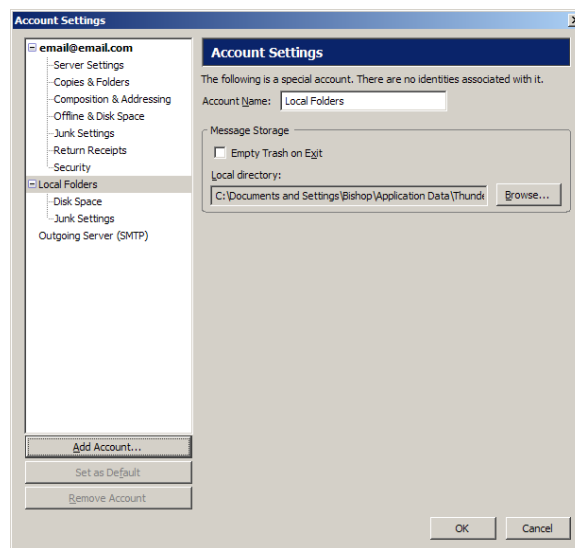 Account Settings
email@email.com
Server Settings
Copies & Folders
Composition & Addressing
Offline & Disk Space
Junk Settings
Return Receipts
Security
Local Folders
Disk Space
Junk Settings
Outgoing Server (SMTP)
Add Account...
Set as Default
Remove Account
Account Settings
The following is a special account. There are no identities associated with it.
Account Name: Local Folders
Message Storage
Empty Trash on Exit
Local directory:
C:\Documents and Settings\Bishop\Application Data\Thunde Browse...
OK Cancel